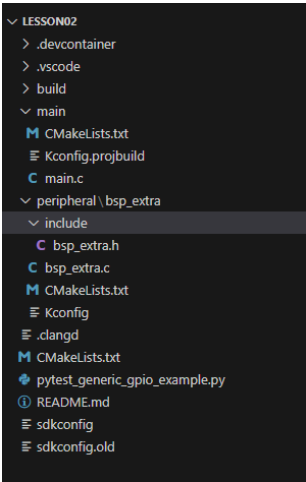 LESSON02
.devcontainer
.vscode
build
main
CMakeLists.txt
Kconfig.projbuild
main.c
peripheral\bsp_extra
include
bsp_extra.h
bsp_extra.c
CMakeLists.txt
Kconfig
.clangd
CMakeLists.txt
pytest_generic_gpio_example.py
README.md
sdkconfig
sdkconfig.old